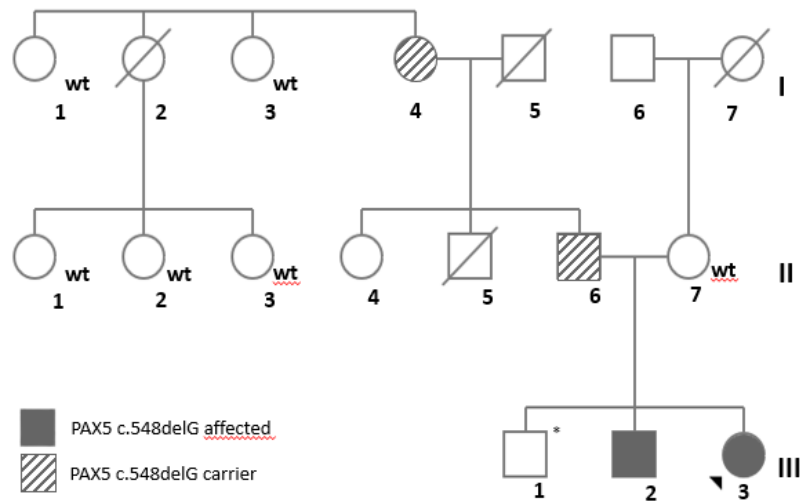 wt wt I
1 2 3 4 5 6 7
wt wt wt wt II
1 2 3 4 5 6 7
PAX5 c.548delG affected
* III
PAX5 c.548delG carrier
1 2 3